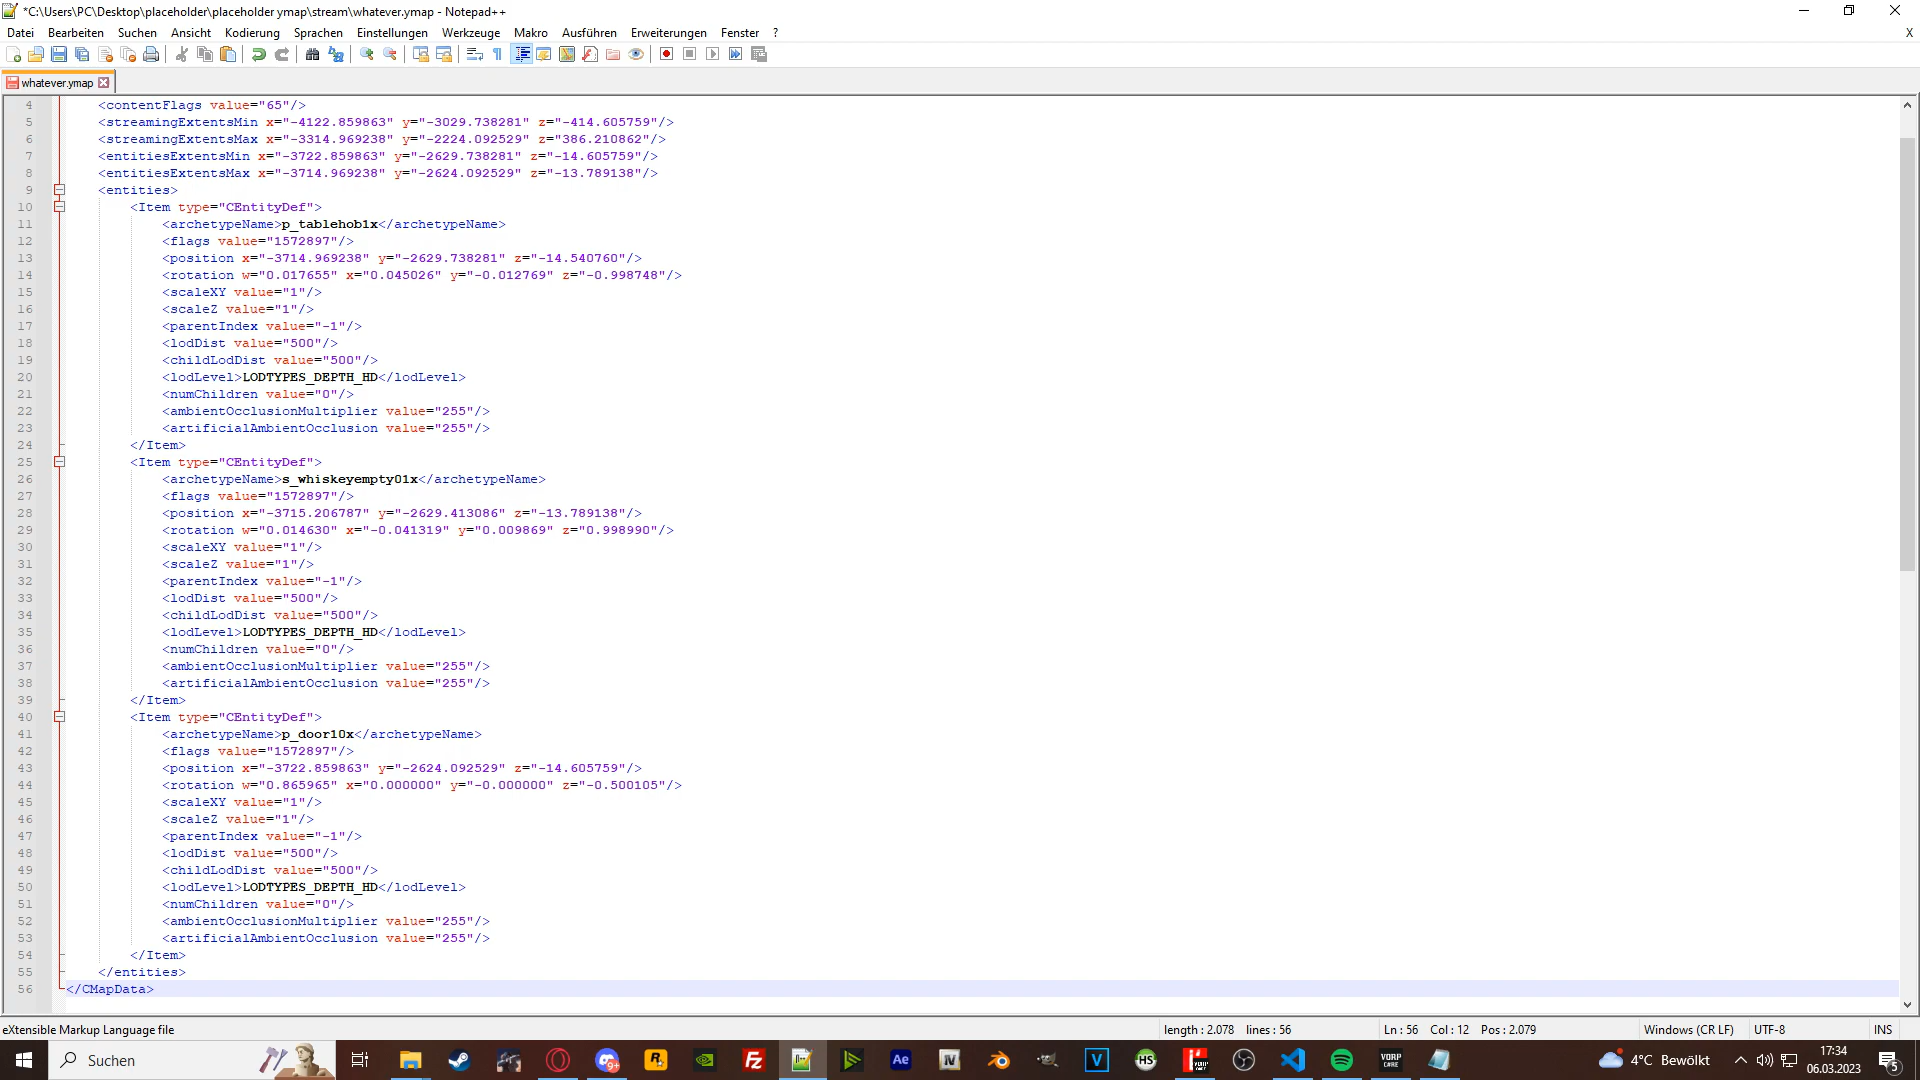 *C:\Users\PC\Desktop\placeholder\placeholder ymap\stream\whatever.ymap - Notepad++
Datei Bearbeiten Suchen Ansicht Kodierung Sprachen Einstellungen Werkzeuge Makro Ausführen Erweiterungen Fenster ? X
whatever.ymap
4 <contentFlags value="65"/>
5 <streamingExtentsMin x="-4122.859863" y="-3029.738281" z="-414.605759"/>
6 <streamingExtentsMax x="-3314.969238" y="-2224.092529" z="386.210862"/>
7 <entitiesExtentsMin x="-3722.859863" y="-2629.738281" z="-14.605759"/>
8 <entitiesExtentsMax x="-3714.969238" y="-2624.092529" z="-13.789138"/>
9 <entities>
10 <Item type="CEntityDef">
11 <archetypeName>p_tablehob1x</archetypeName>
12 <flags value="1572897"/>
13 <position x="-3714.969238" y="-2629.738281" z="-14.540760"/>
14 <rotation w="0.017655" x="0.045026" y="-0.012769" z="-0.998748"/>
15 <scaleXY value="1"/>
16 <scaleZ value="1"/>
17 <parentIndex value="-1"/>
18 <lodDist value="500"/>
19 <childLodDist value="500"/>
20 <lodLevel>LODTYPES_DEPTH_HD</lodLevel>
21 <numChildren value="0"/>
22 <ambientOcclusionMultiplier value="255"/>
23 <artificialAmbientOcclusion value="255"/>
24 </Item>
25 <Item type="CEntityDef">
26 <archetypeName>s_whiskeyempty01x</archetypeName>
27 <flags value="1572897"/>
28 <position x="-3715.206787" y="-2629.413086" z="-13.789138"/>
29 <rotation w="0.014630" x="-0.041319" y="0.009869" z="0.998990"/>
30 <scaleXY value="1"/>
31 <scaleZ value="1"/>
32 <parentIndex value="-1"/>
33 <lodDist value="500"/>
34 <childLodDist value="500"/>
35 <lodLevel>LODTYPES_DEPTH_HD</lodLevel>
36 <numChildren value="0"/>
37 <ambientOcclusionMultiplier value="255"/>
38 <artificialAmbientOcclusion value="255"/>
39 </Item>
40 <Item type="CEntityDef">
41 <archetypeName>p_door10x</archetypeName>
42 <flags value="1572897"/>
43 <position x="-3722.859863" y="-2624.092529" z="-14.605759"/>
44 <rotation w="0.865965" x="0.000000" y="-0.000000" z="-0.500105"/>
45 <scaleXY value="1"/>
46 <scaleZ value="1"/>
47 <parentIndex value="-1"/>
48 <lodDist value="500"/>
49 <childLodDist value="500"/>
50 <lodLevel>LODTYPES_DEPTH_HD</lodLevel>
51 <numChildren value="0"/>
52 <ambientOcclusionMultiplier value="255"/>
53 <artificialAmbientOcclusion value="255"/>
54 </Item>
55 </entities>
56 </CMapData>
eXtensible Markup Language file length : 2.078 lines : 56 Ln : 56 Col : 12 Pos : 2.079 Windows (CR LF) UTF-8 INS
Suchen 4°C Bewölkt 17:34
06.03.2023 5